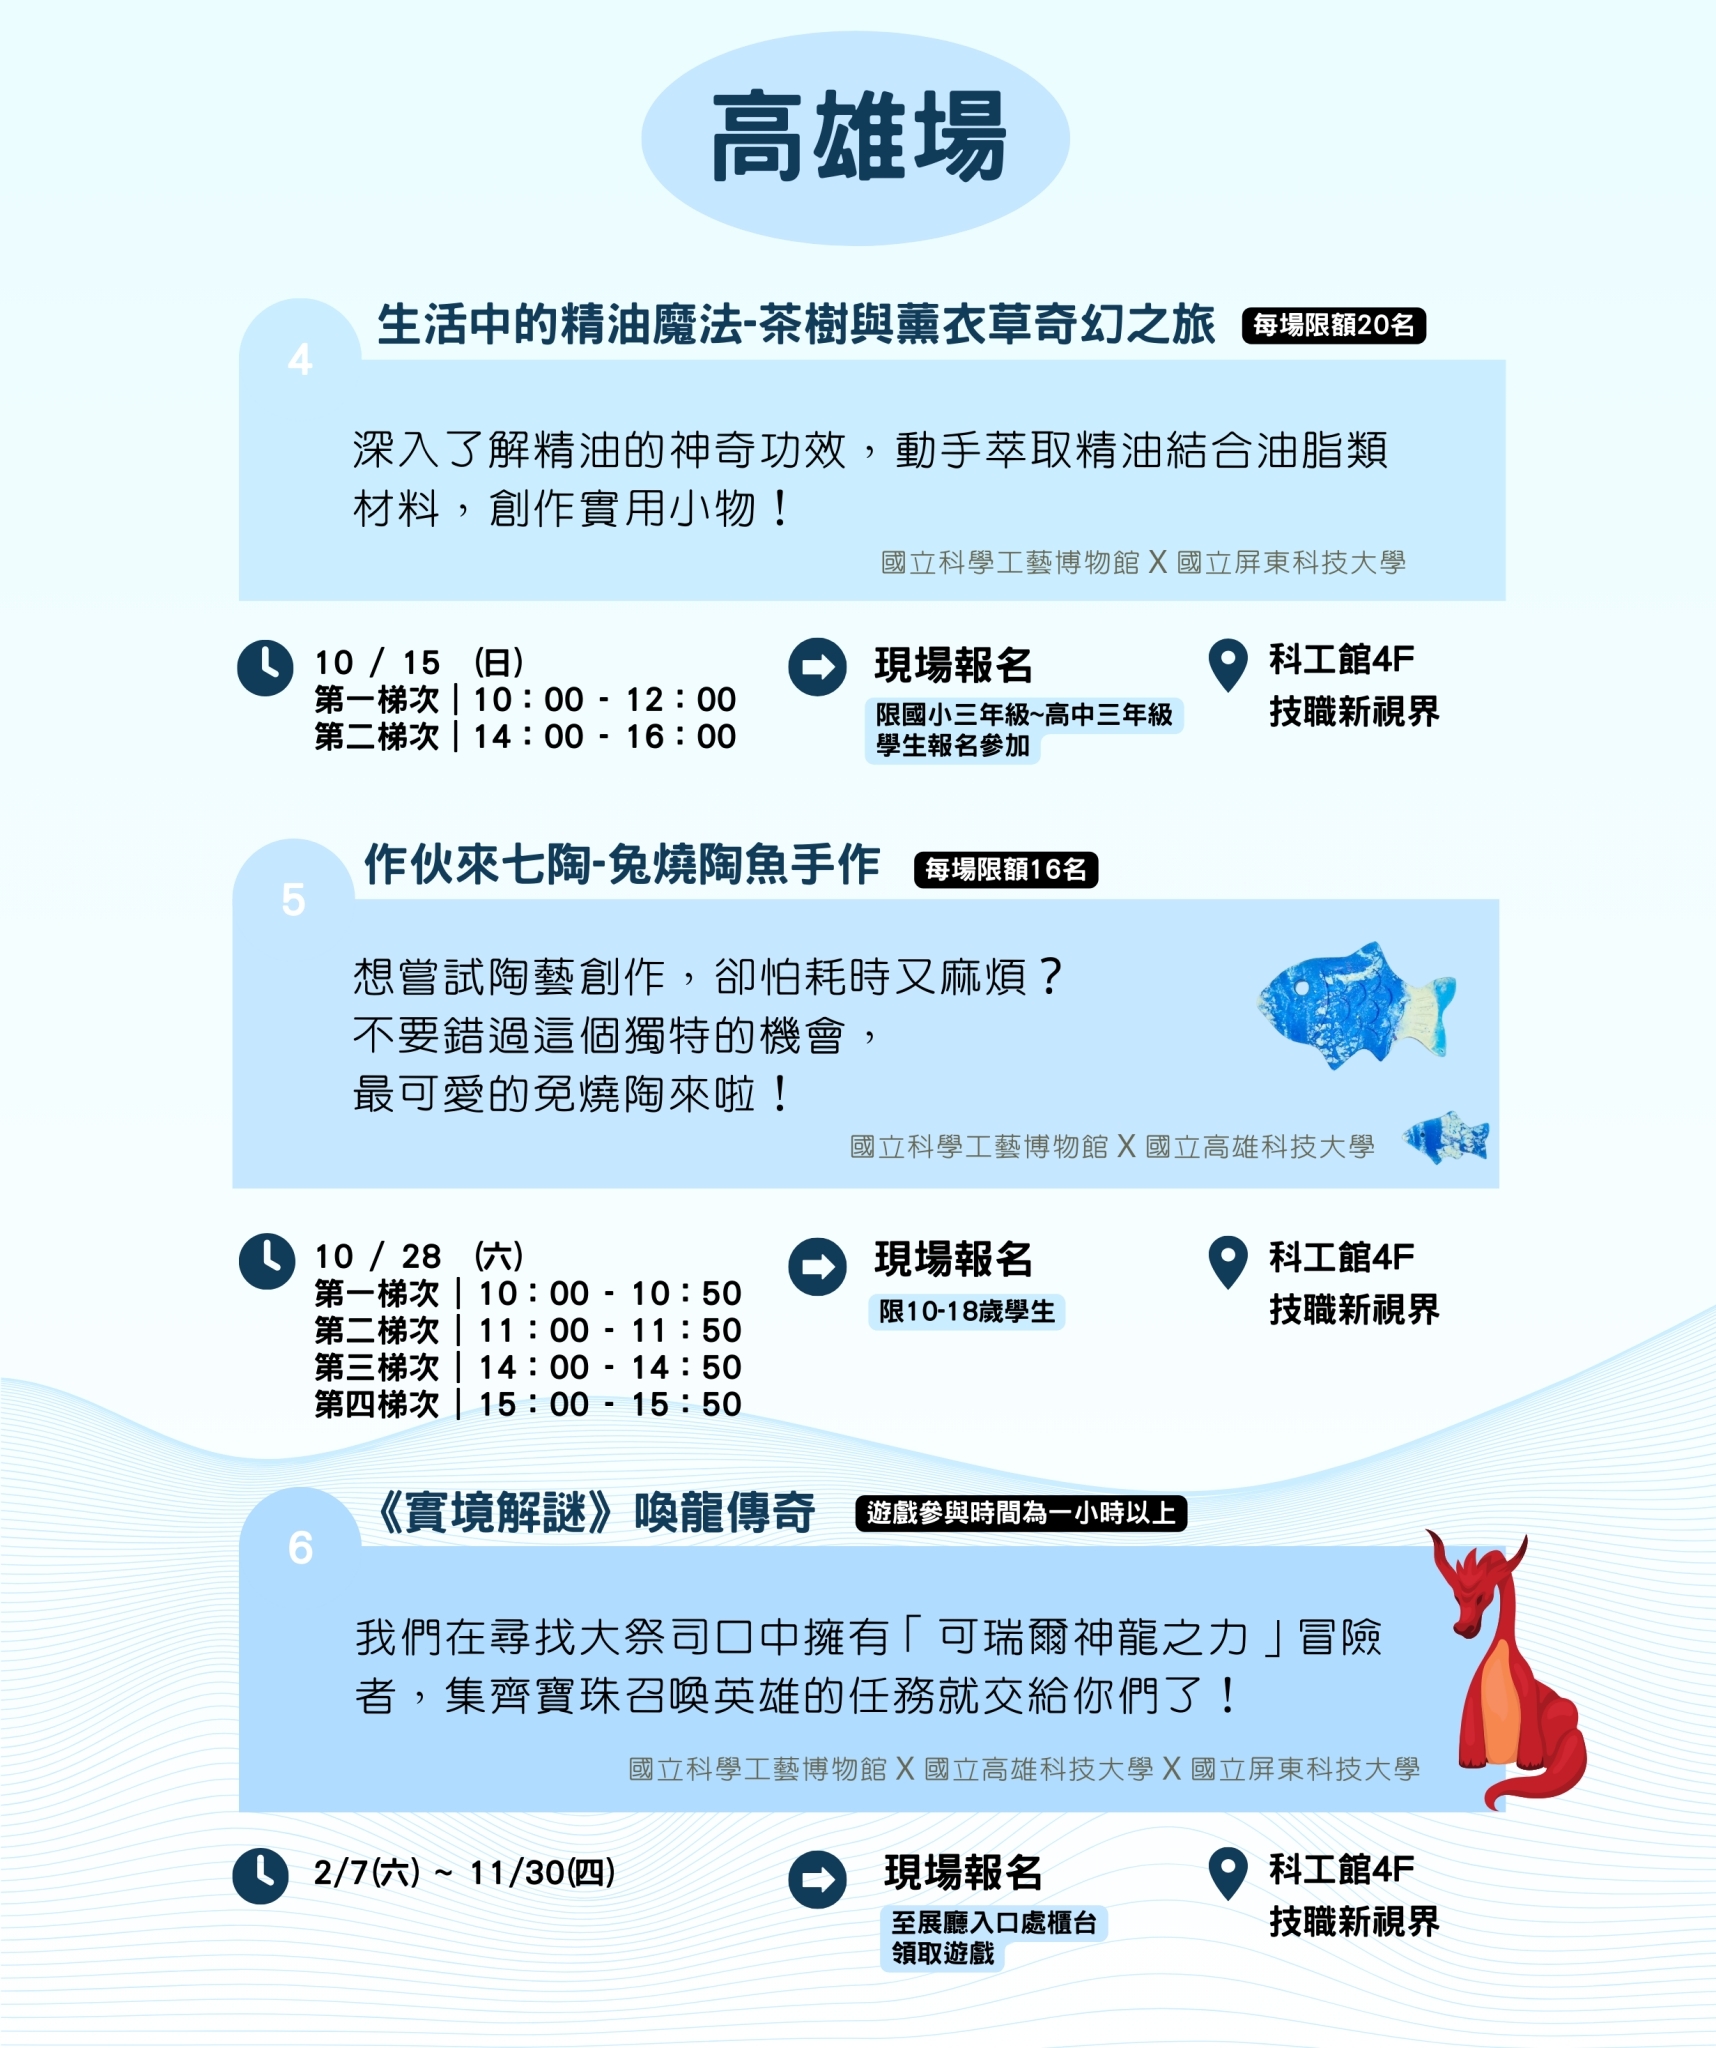 高雄場
4
生活中的精油魔法-茶樹與薰衣草奇幻之旅 每場限額20名
深入了解精油的神奇功效，動手萃取精油結合油脂類
材料，創作實用小物！
國立科學工藝博物館 X 國立屏東科技大學
10 / 15 (日)
第一梯次｜10：00 - 12：00
第二梯次｜14：00 - 16：00
現場報名
限國小三年級~高中三年級
學生報名參加
科工館4F
技職新視界
5
作伙來七陶-兔燒陶魚手作 每場限額16名
想嘗試陶藝創作，卻怕耗時又麻煩？
不要錯過這個獨特的機會，
最可愛的免燒陶來啦！
國立科學工藝博物館 X 國立高雄科技大學
10 / 28 (六)
第一梯次｜10：00 - 10：50
第二梯次｜11：00 - 11：50
第三梯次｜14：00 - 14：50
第四梯次｜15：00 - 15：50
現場報名
限10-18歲學生
科工館4F
技職新視界
6
《實境解謎》喚龍傳奇 遊戲參與時間為一小時以上
我們在尋找大祭司口中擁有「可瑞爾神龍之力」冒險
者，集齊寶珠召喚英雄的任務就交給你們了！
國立科學工藝博物館 X 國立高雄科技大學 X 國立屏東科技大學
2/7(六) ~ 11/30(四)
現場報名
至展廳入口處櫃台
領取遊戲
科工館4F
技職新視界